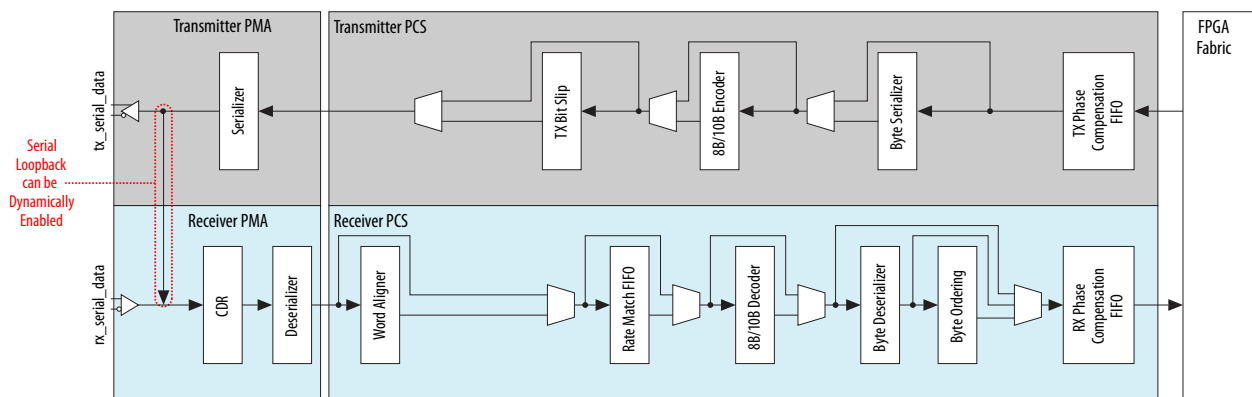 Transmitter PMA
Transmitter PCS
FPGA
Fabric
tx_serial_data
Serializer
TX Bit Slip
8B/10B Encoder
Byte Serializer
TX Phase
Compensation
FIFO
Serial
Loopback
can be
Dynamically
Enabled
Receiver PMA
Receiver PCS
rx_serial_data
CDR
Deserializer
Word Aligner
Rate Match FIFO
8B/10B Decoder
Byte Deserializer
Byte Ordering
RX Phase
Compensation
FIFO